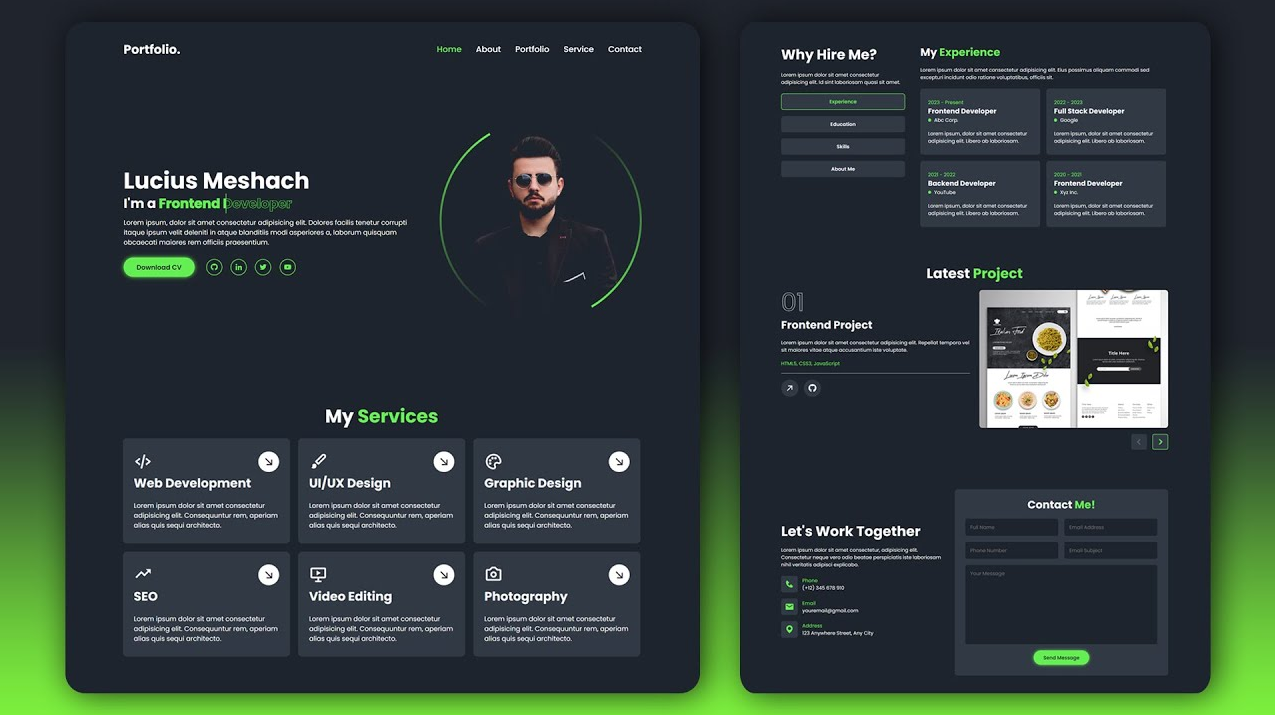 Portfolio.
Home About Portfolio Service Contact
Lucius Meshach
I'm a Frontend Developer
Lorem ipsum, dolor sit amet consectetur adipisicing elit. Dolores facilis tenetur corrupti
itaque ipsum velit deleniti in atque blanditiis modi asperiores a, laborum quisquam
obcaecati maiores rem officiis praesentium.
Download CV
My Services
Web Development
Lorem ipsum dolor sit amet consectetur
adipisicing elit. Consequuntur rem, aperiam
alias quis sequi architecto.
UI/UX Design
Lorem ipsum dolor sit amet consectetur
adipisicing elit. Consequuntur rem, aperiam
alias quis sequi architecto.
Graphic Design
Lorem ipsum dolor sit amet consectetur
adipisicing elit. Consequuntur rem, aperiam
alias quis sequi architecto.
SEO
Lorem ipsum dolor sit amet consectetur
adipisicing elit. Consequuntur rem, aperiam
alias quis sequi architecto.
Video Editing
Lorem ipsum dolor sit amet consectetur
adipisicing elit. Consequuntur rem, aperiam
alias quis sequi architecto.
Photography
Lorem ipsum dolor sit amet consectetur
adipisicing elit. Consequuntur rem, aperiam
alias quis sequi architecto.
Why Hire Me?
Lorem ipsum dolor sit amet consectetur
adipisicing elit. Id sint laboriosam quasi sit amet.
Experience
Education
Skills
About Me
My Experience
Lorem ipsum, dolor sit amet consectetur adipisicing elit. Eius possimus aliquam commodi sed
excepturi incidunt odio ratione voluptatibus, officiis sit.
2023 - Present
Frontend Developer
Abc Corp.
Lorem ipsum, dolor sit amet consectetur
adipisicing elit. Libero ab laboriosam.
2022 - 2023
Full Stack Developer
Google
Lorem ipsum, dolor sit amet consectetur
adipisicing elit. Libero ab laboriosam.
2021 - 2022
Backend Developer
YouTube
Lorem ipsum, dolor sit amet consectetur
adipisicing elit. Libero ab laboriosam.
2020 - 2021
Frontend Developer
Xyz Inc.
Lorem ipsum, dolor sit amet consectetur
adipisicing elit. Libero ab laboriosam.
Latest Project
01
Frontend Project
Lorem ipsum dolor sit amet consectetur adipisicing elit. Repellat tempora vel
sit maiores vitae atque accusantium iste voluptate.
HTML5, CSS3, JavaScript
Italian Food
Lorem Ipsum Dolor
Title Here
Let's Work Together
Lorem ipsum dolor sit amet consectetur, adipisicing elit.
Consectetur neque vero odio beatae perspiciatis iste voluptatem
nihil veritatis adipisci explicabo.
Phone
(+12) 345 678 910
Email
youremail@gmail.com
Address
123 Anywhere Street, Any City
Contact Me!
Full Name
Email Address
Phone Number
Email Subject
Your Message
Send Message